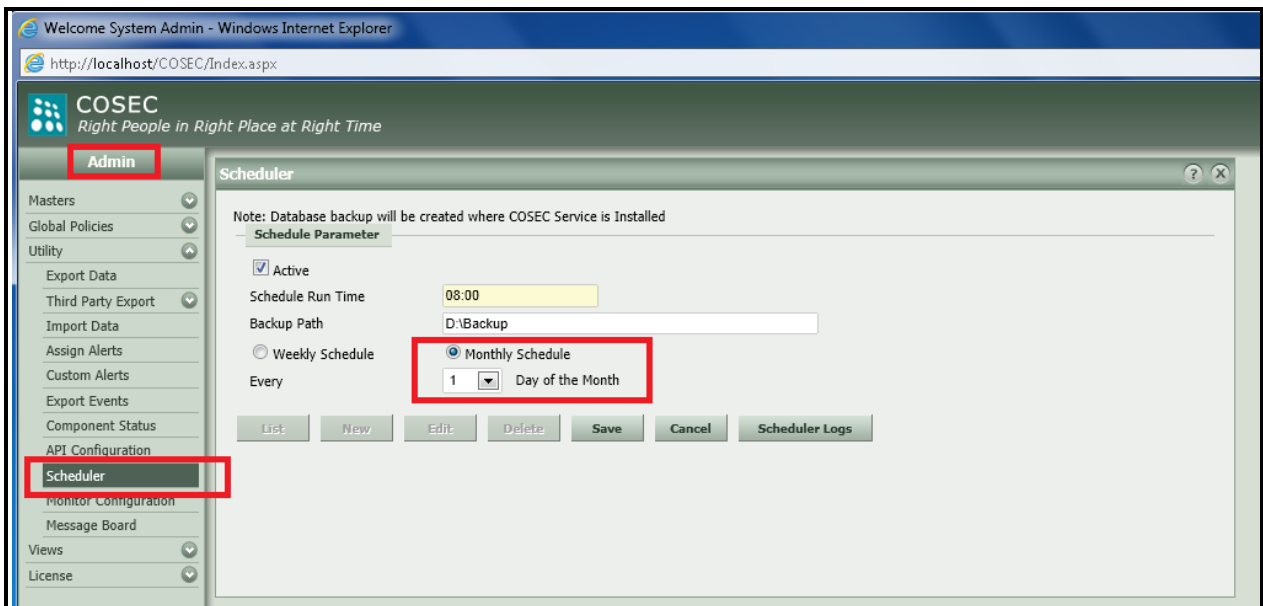 Welcome System Admin - Windows Internet Explorer
http://localhost/COSEC/Index.aspx
COSEC
Right People in Right Place at Right Time
Admin
Masters
Global Policies
Utility
Export Data
Third Party Export
Import Data
Assign Alerts
Custom Alerts
Export Events
Component Status
API Configuration
Scheduler
Monitor Configuration
Message Board
Views
License
Scheduler
? X
Note: Database backup will be created where COSEC Service is Installed
Schedule Parameter
Active
Schedule Run Time 08:00
Backup Path D:\Backup
Weekly Schedule Monthly Schedule
Every 1 Day of the Month
List New Edit Delete Save Cancel Scheduler Logs